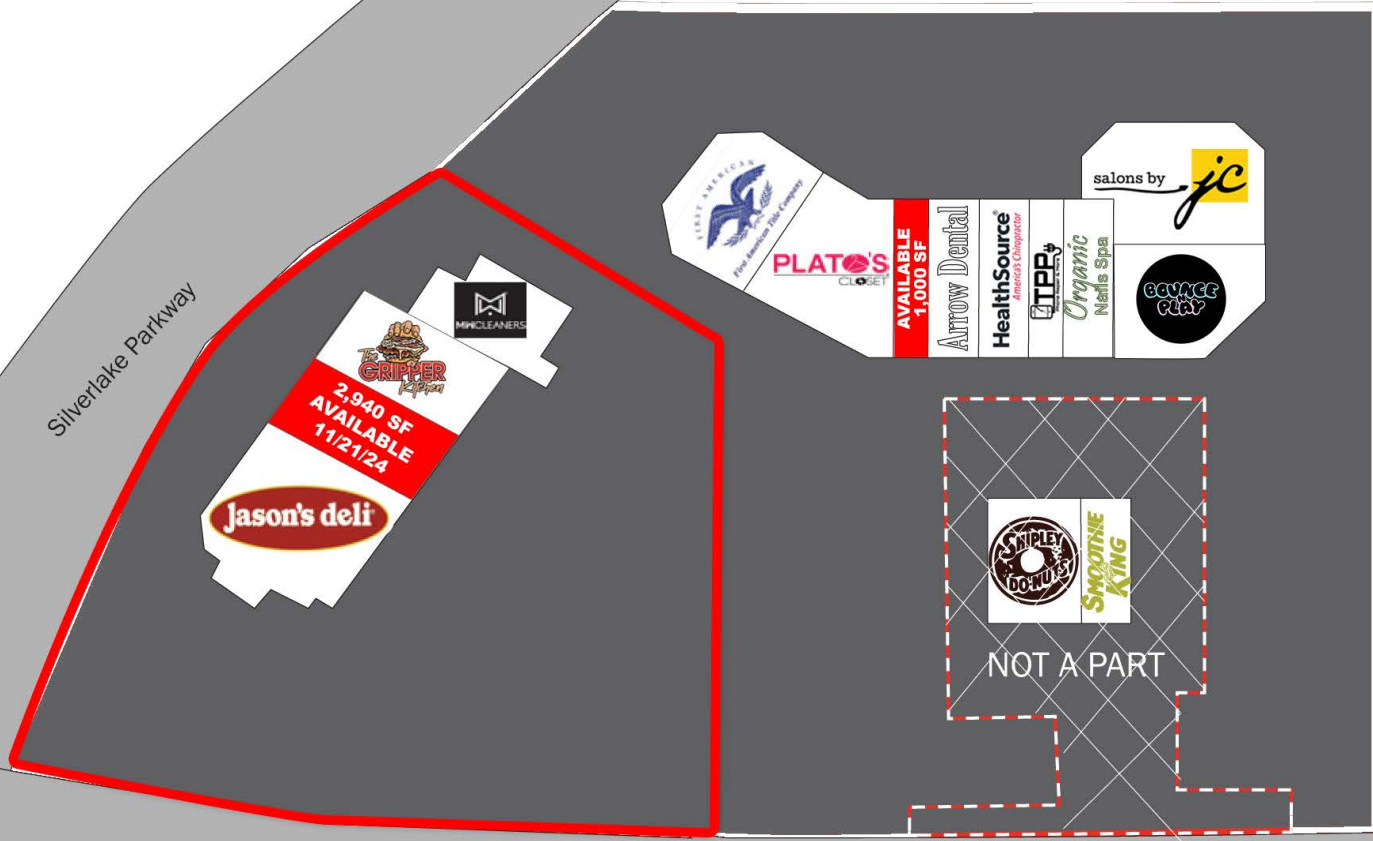 Silverlake Parkway
MW CLEANERS
The
GRIPPER
Kitchen
2,940 SF
AVAILABLE
11/21/24
Jason's deli
FIRST AMERICAN
First American Title Company
PLATO'S
CLOSET
AVAILABLE
1,000 SF
Arrow Dental
HealthSource®
America's Chiropractor
TPP
Organic
Nails Spa
salons by jc
BOUNCE
PLAY
SHIPLEY
DO-NUTS
SMOOTHIE
KING
NOT A PART